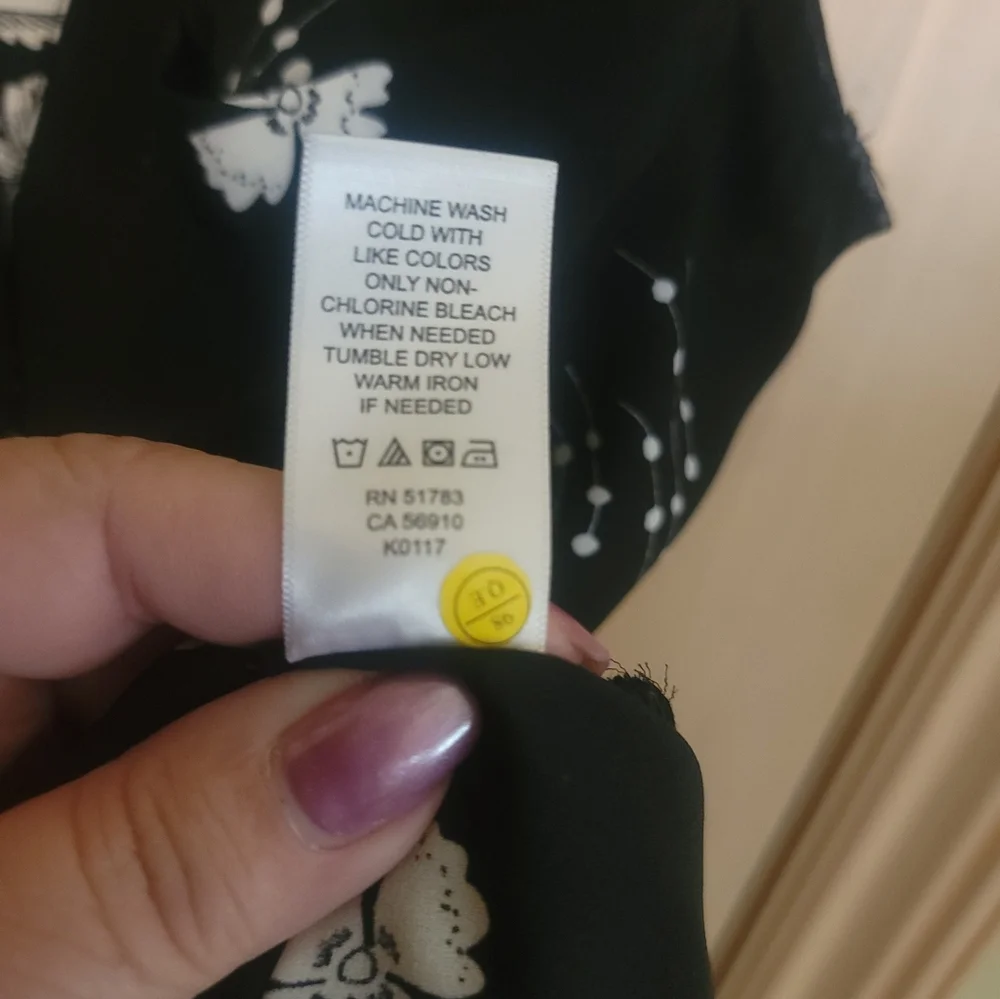 MACHINE WASH
COLD WITH
LIKE COLORS
ONLY NON-
CHLORINE BLEACH
WHEN NEEDED
TUMBLE DRY LOW
WARM IRON
IF NEEDED
RN 51783
CA 56910
K0117